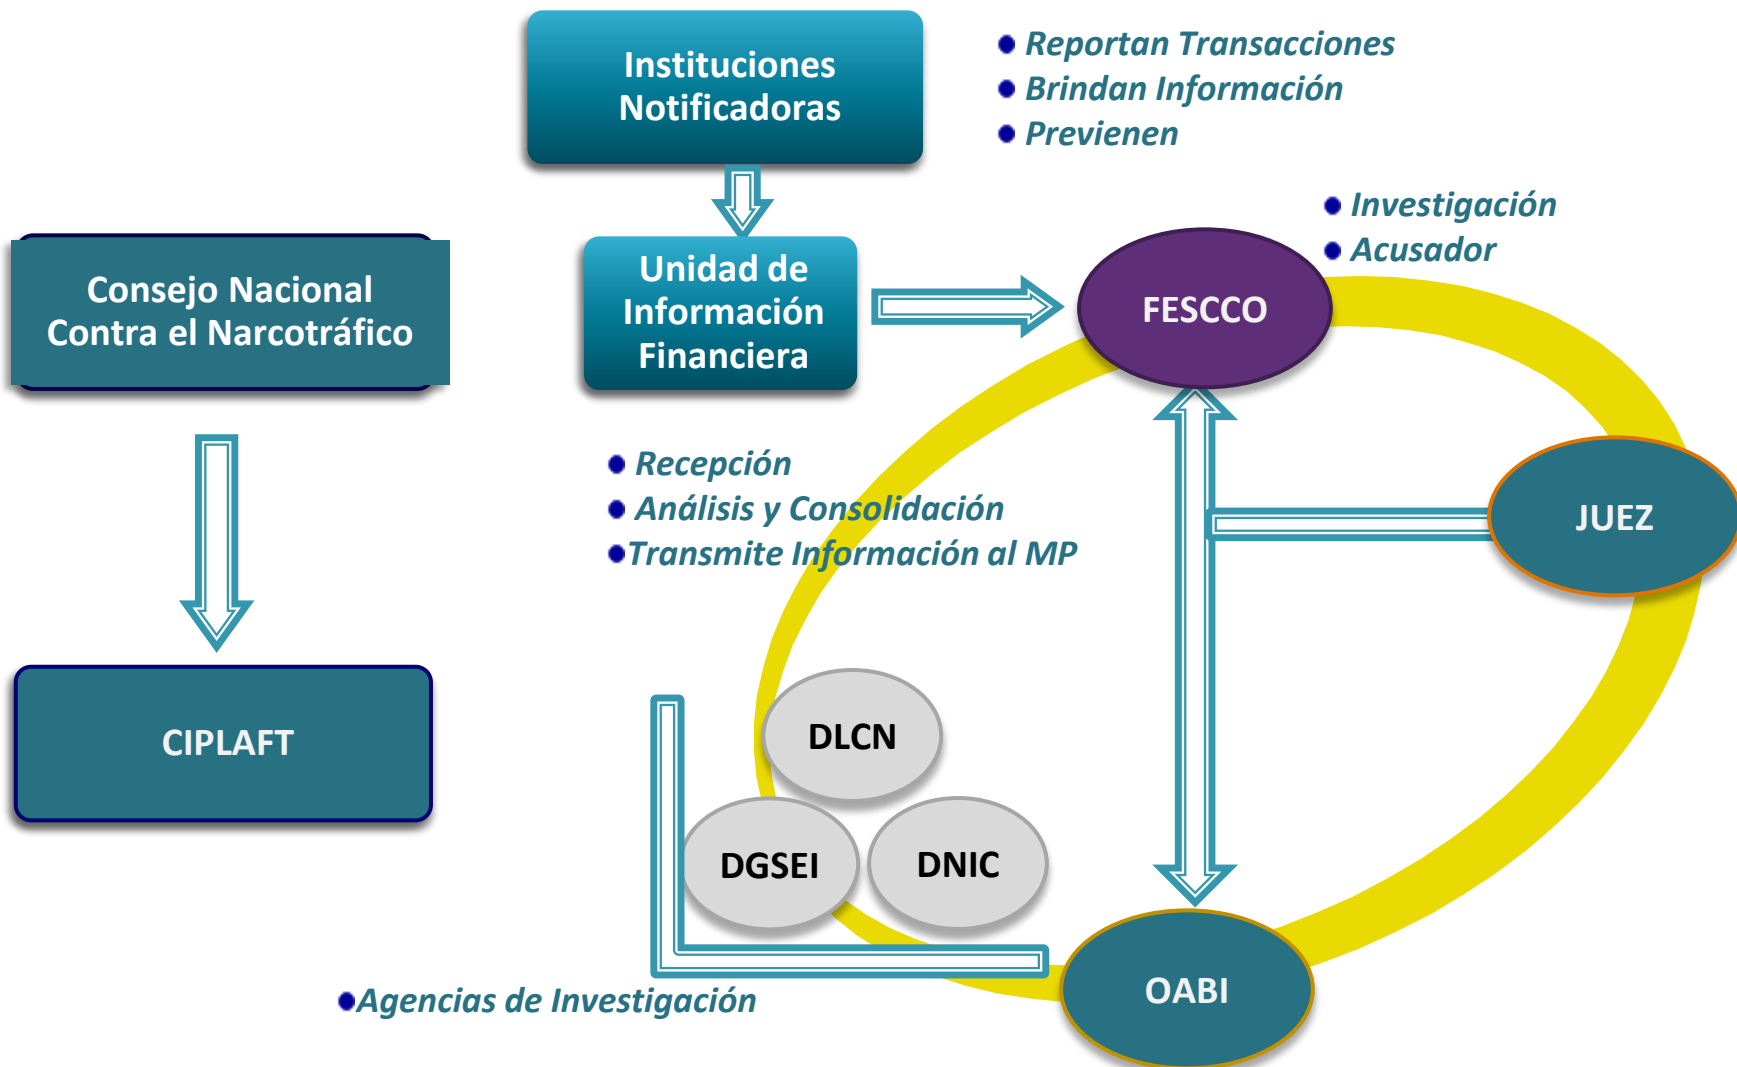 Instituciones
Notificadoras
Reportan Transacciones
Brindan Información
Previenen
Investigación
Acusador
Consejo Nacional
Contra el Narcotráfico
Unidad de
Información
Financiera
FESCCO
Recepción
Análisis y Consolidación
Transmite Información al MP
JUEZ
CIPLAFT
DLCN
DGSEI
DNIC
OABI
Agencias de Investigación